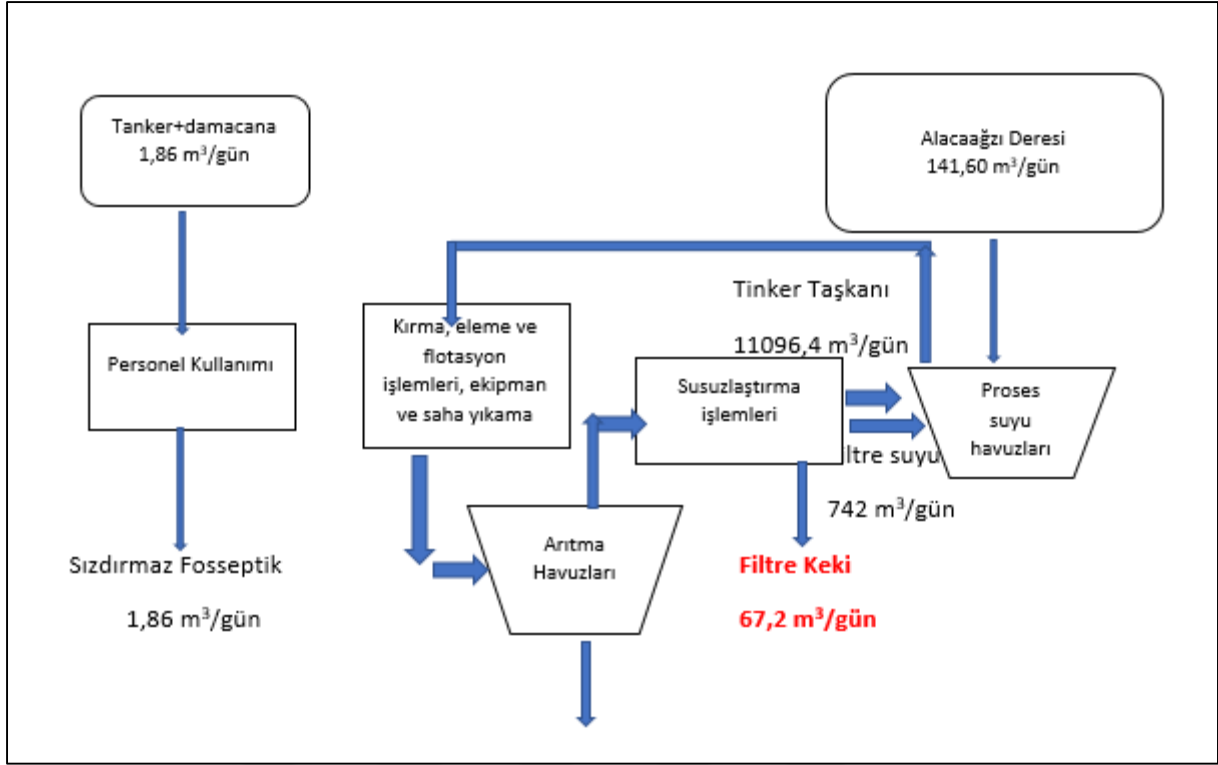 Tanker+damacana
1,86 m³/gün
Alacaağzı Deresi
141,60 m³/gün
Tinker Taşkanı
11096,4 m³/gün
Personel Kullanımı
Kırma, eleme ve
flotasyon
işlemleri, ekipman
ve saha yıkama
Susuzlaştırma
işlemleri
Proses
suyu
havuzları
ltre suyu
742 m³/gün
Arıtma
Havuzları
Sızdırmaz Fosseptik
1,86 m³/gün
Filtre Keki
67,2 m³/gün